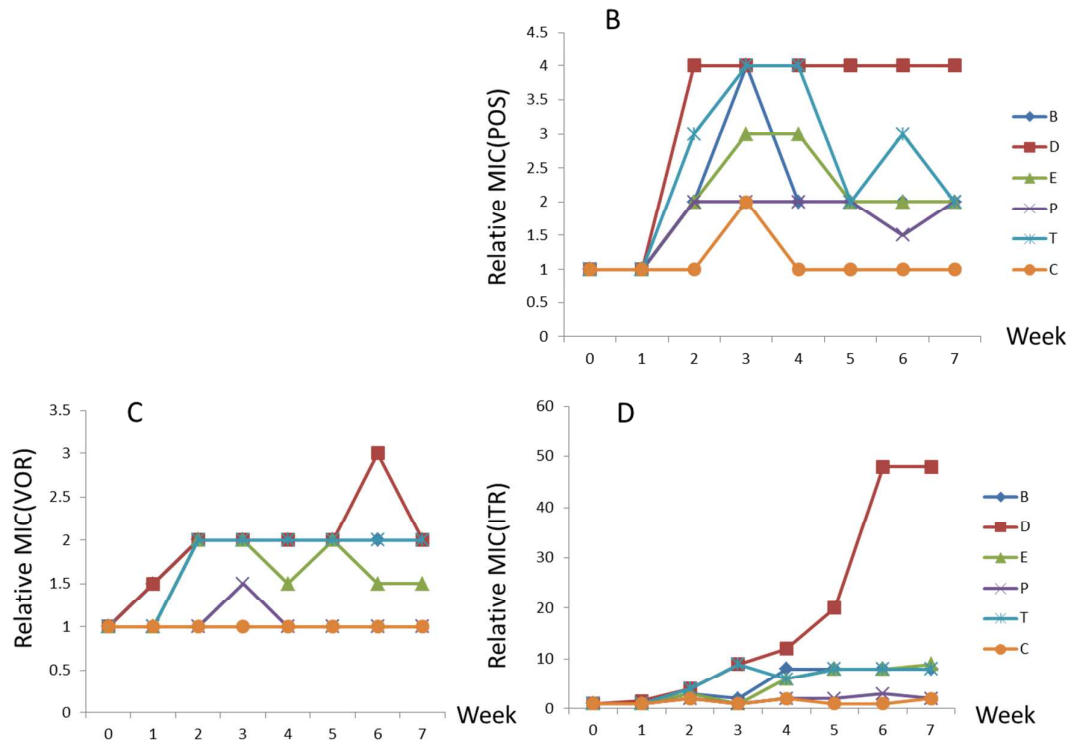 B
Relative MIC(POS)
4.5
4
3.5
3
2.5
2
1.5
1
0.5
0
0 1 2 3 4 5 6 7
Week
B
D
E
P
T
C
C
Relative MIC(VOR)
3.5
3
2.5
2
1.5
1
0.5
0
0 1 2 3 4 5 6 7
Week
D
Relative MIC(ITR)
60
50
40
30
20
10
0
0 1 2 3 4 5 6 7
Week
B
D
E
P
T
C